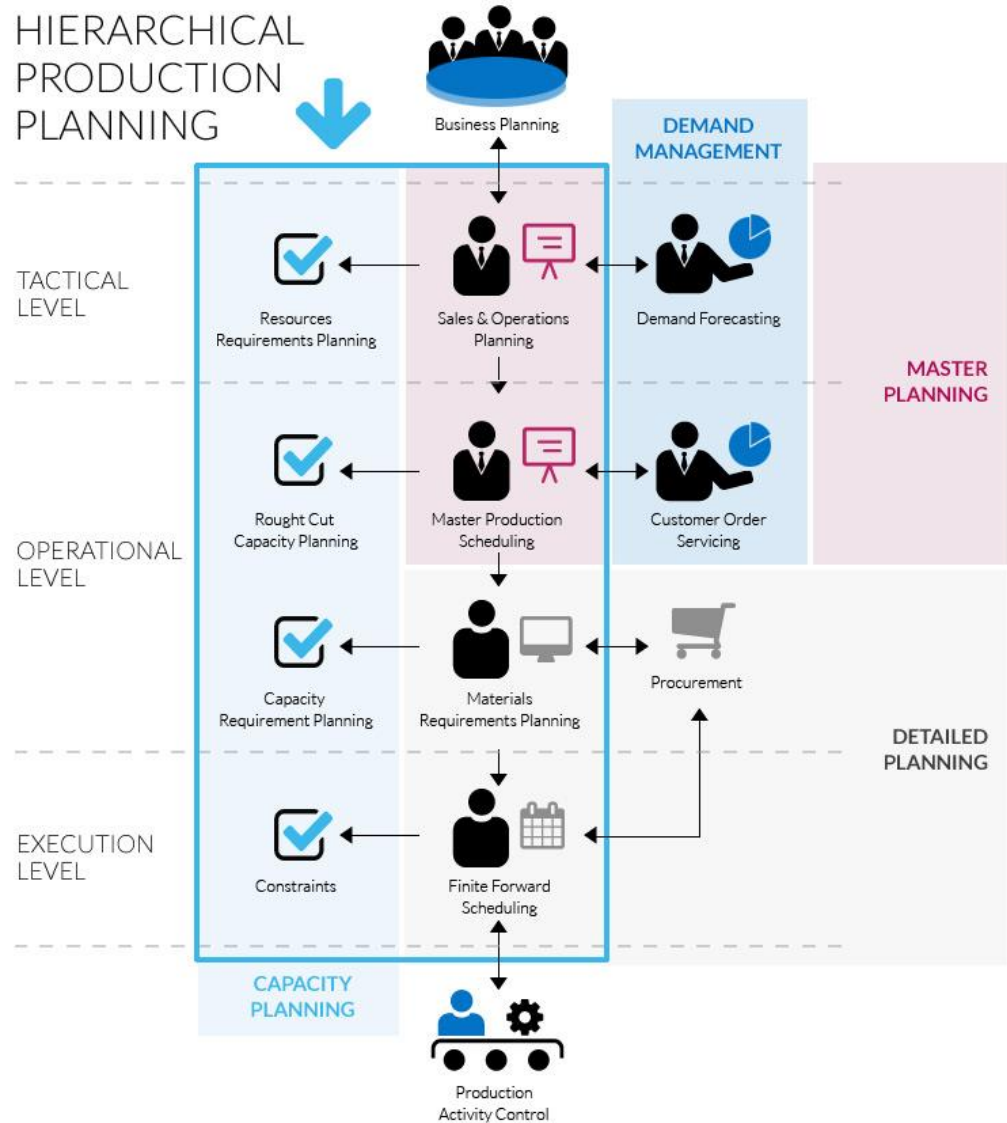 HIERARCHICAL
PRODUCTION
PLANNING
Business Planning
DEMAND
MANAGEMENT
TACTICAL
LEVEL
Resources
Requirements Planning
Sales & Operations
Planning
Demand Forecasting
MASTER
PLANNING
OPERATIONAL
LEVEL
Rought Cut
Capacity Planning
Master Production
Scheduling
Customer Order
Servicing
Capacity
Requirement Planning
Materials
Requirements Planning
Procurement
DETAILED
PLANNING
EXECUTION
LEVEL
Constraints
Finite Forward
Scheduling
CAPACITY
PLANNING
Production
Activity Control